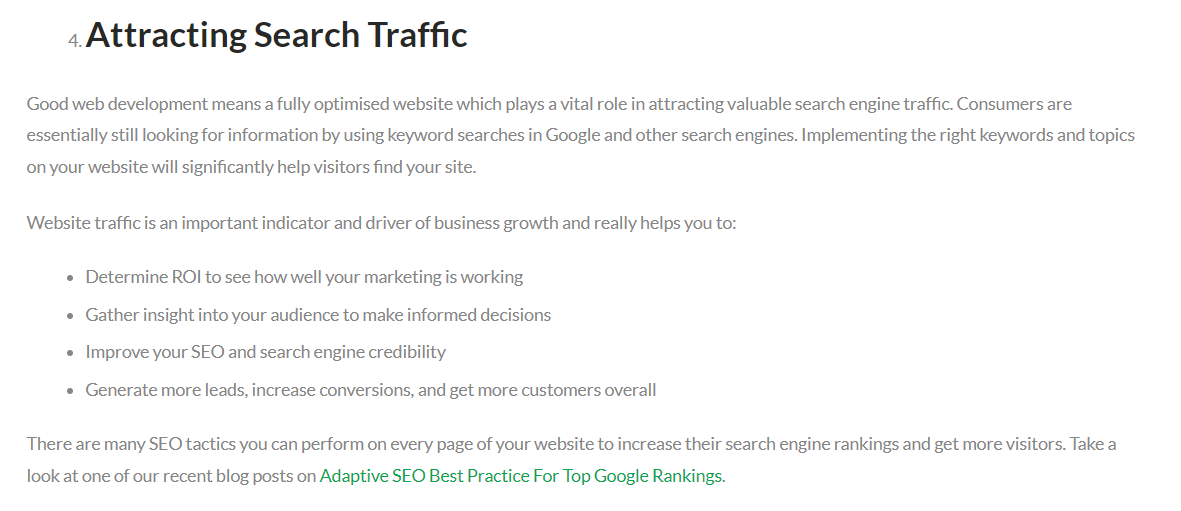 4. Attracting Search Traffic
Good web development means a fully optimised website which plays a vital role in attracting valuable search engine traffic. Consumers are
essentially still looking for information by using keyword searches in Google and other search engines. Implementing the right keywords and topics
on your website will significantly help visitors find your site.
Website traffic is an important indicator and driver of business growth and really helps you to:
• Determine ROI to see how well your marketing is working
• Gather insight into your audience to make informed decisions
• Improve your SEO and search engine credibility
• Generate more leads, increase conversions, and get more customers overall
There are many SEO tactics you can perform on every page of your website to increase their search engine rankings and get more visitors. Take a
look at one of our recent blog posts on Adaptive SEO Best Practice For Top Google Rankings.